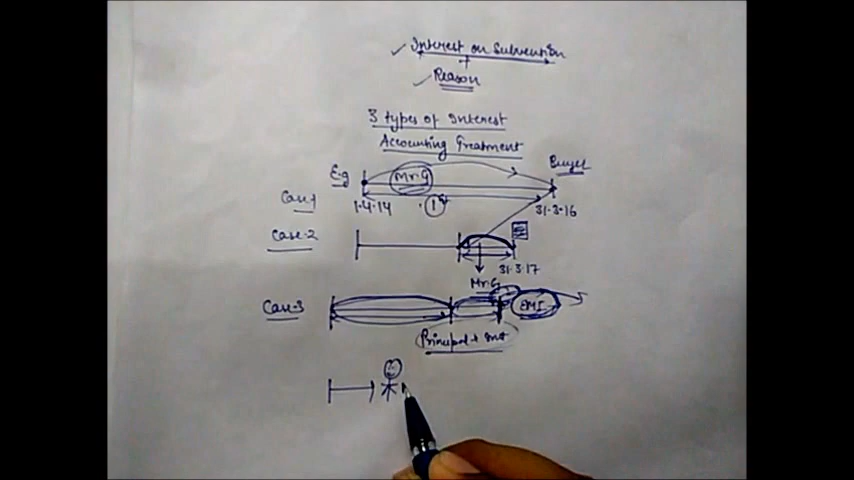 Interest on Subvention
Reason
3 types of Interest
Accounting Treatment
E.g
Mr.G
Buyer
Case-1
1.4.14
1st
31.3.16
Case-2
31.3.17
Mr.G
Case-3
EMI
Principal + Int